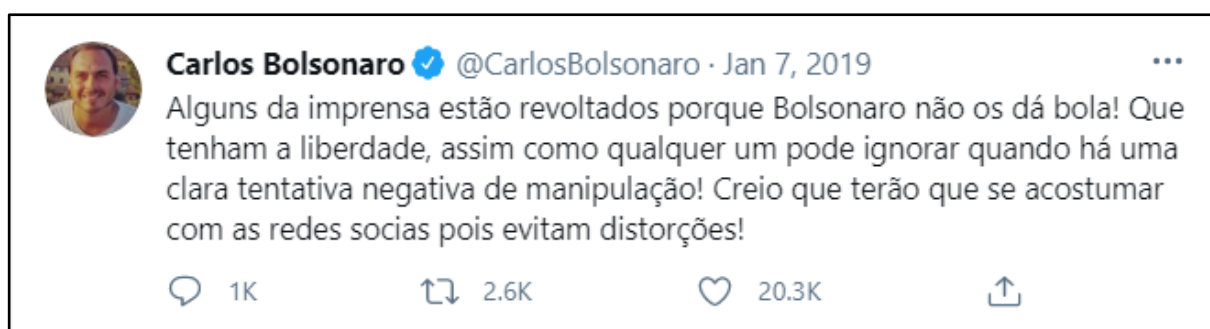 Carlos Bolsonaro @CarlosBolsonaro · Jan 7, 2019
Alguns da imprensa estão revoltados porque Bolsonaro não os dá bola! Que
tenham a liberdade, assim como qualquer um pode ignorar quando há uma
clara tentativa negativa de manipulação! Creio que terão que se acostumar
com as redes socias pois evitam distorções!
1K 2.6K 20.3K